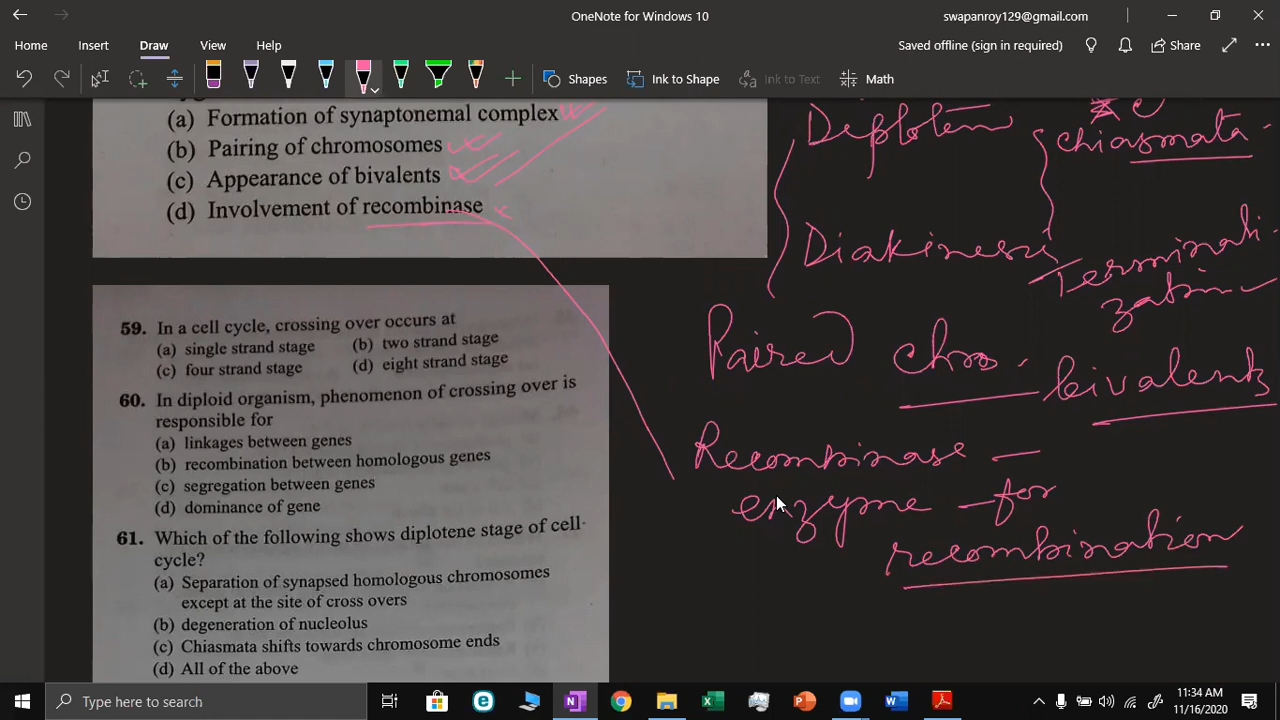 OneNote for Windows 10
swapanroy129@gmail.com
Home Insert Draw View Help
Saved offline (sign in required)
Share
Shapes
Ink to Shape
Ink to Text
Math
(a) Formation of synaptonemal complex
(b) Pairing of chromosomes
(c) Appearance of bivalents
(d) Involvement of recombinase
59. In a cell cycle, crossing over occurs at
(a) single strand stage (b) two strand stage
(c) four strand stage (d) eight strand stage
60. In diploid organism, phenomenon of crossing over is
responsible for
(a) linkages between genes
(b) recombination between homologous genes
(c) segregation between genes
(d) dominance of gene
61. Which of the following shows diplotene stage of cell
cycle?
(a) Separation of synapsed homologous chromosomes
except at the site of cross overs
(b) degeneration of nucleolus
(c) Chiasmata shifts towards chromosome ends
(d) All of the above
chiasmata
Terminati-
zation
Paired chro. bivalents
Recombinase —
enzyme — for
recombination
Type here to search
11:34 AM
11/16/2020